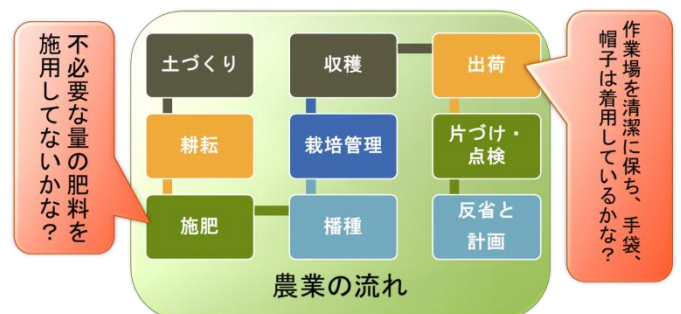 不必要な量の肥料を
施用してないかな？
土づくり
耕耘
施肥
播種
栽培管理
収穫
出荷
片づけ・
点検
反省と
計画
農業の流れ
作業場を清潔に保ち、手袋、
帽子は着用しているかな？